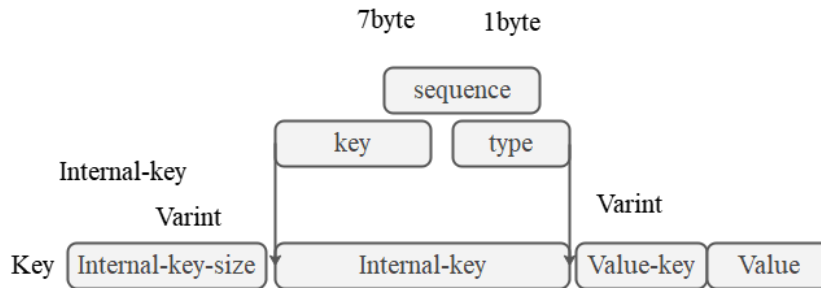 7byte 1byte
sequence
key type
Internal-key
Varint Varint
Key Internal-key-size Internal-key Value-key Value